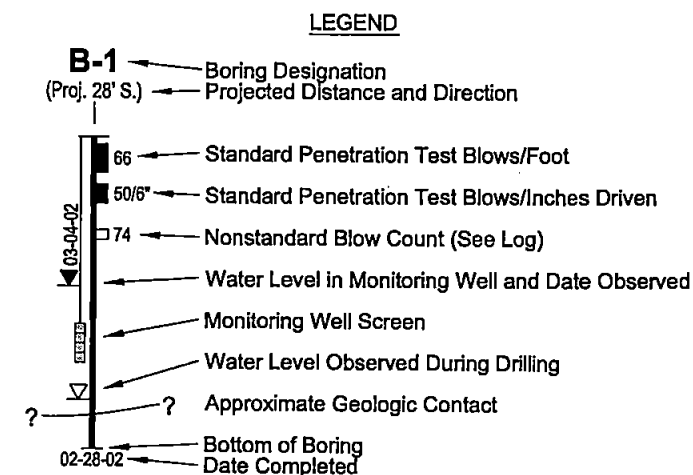 LEGEND
B-1 Boring Designation
(Proj. 28' S.) Projected Distance and Direction
66 Standard Penetration Test Blows/Foot
50/6" Standard Penetration Test Blows/Inches Driven
74 Nonstandard Blow Count (See Log)
03-04-02
Water Level in Monitoring Well and Date Observed
Monitoring Well Screen
Water Level Observed During Drilling
? ? Approximate Geologic Contact
Bottom of Boring
02-28-02 Date Completed